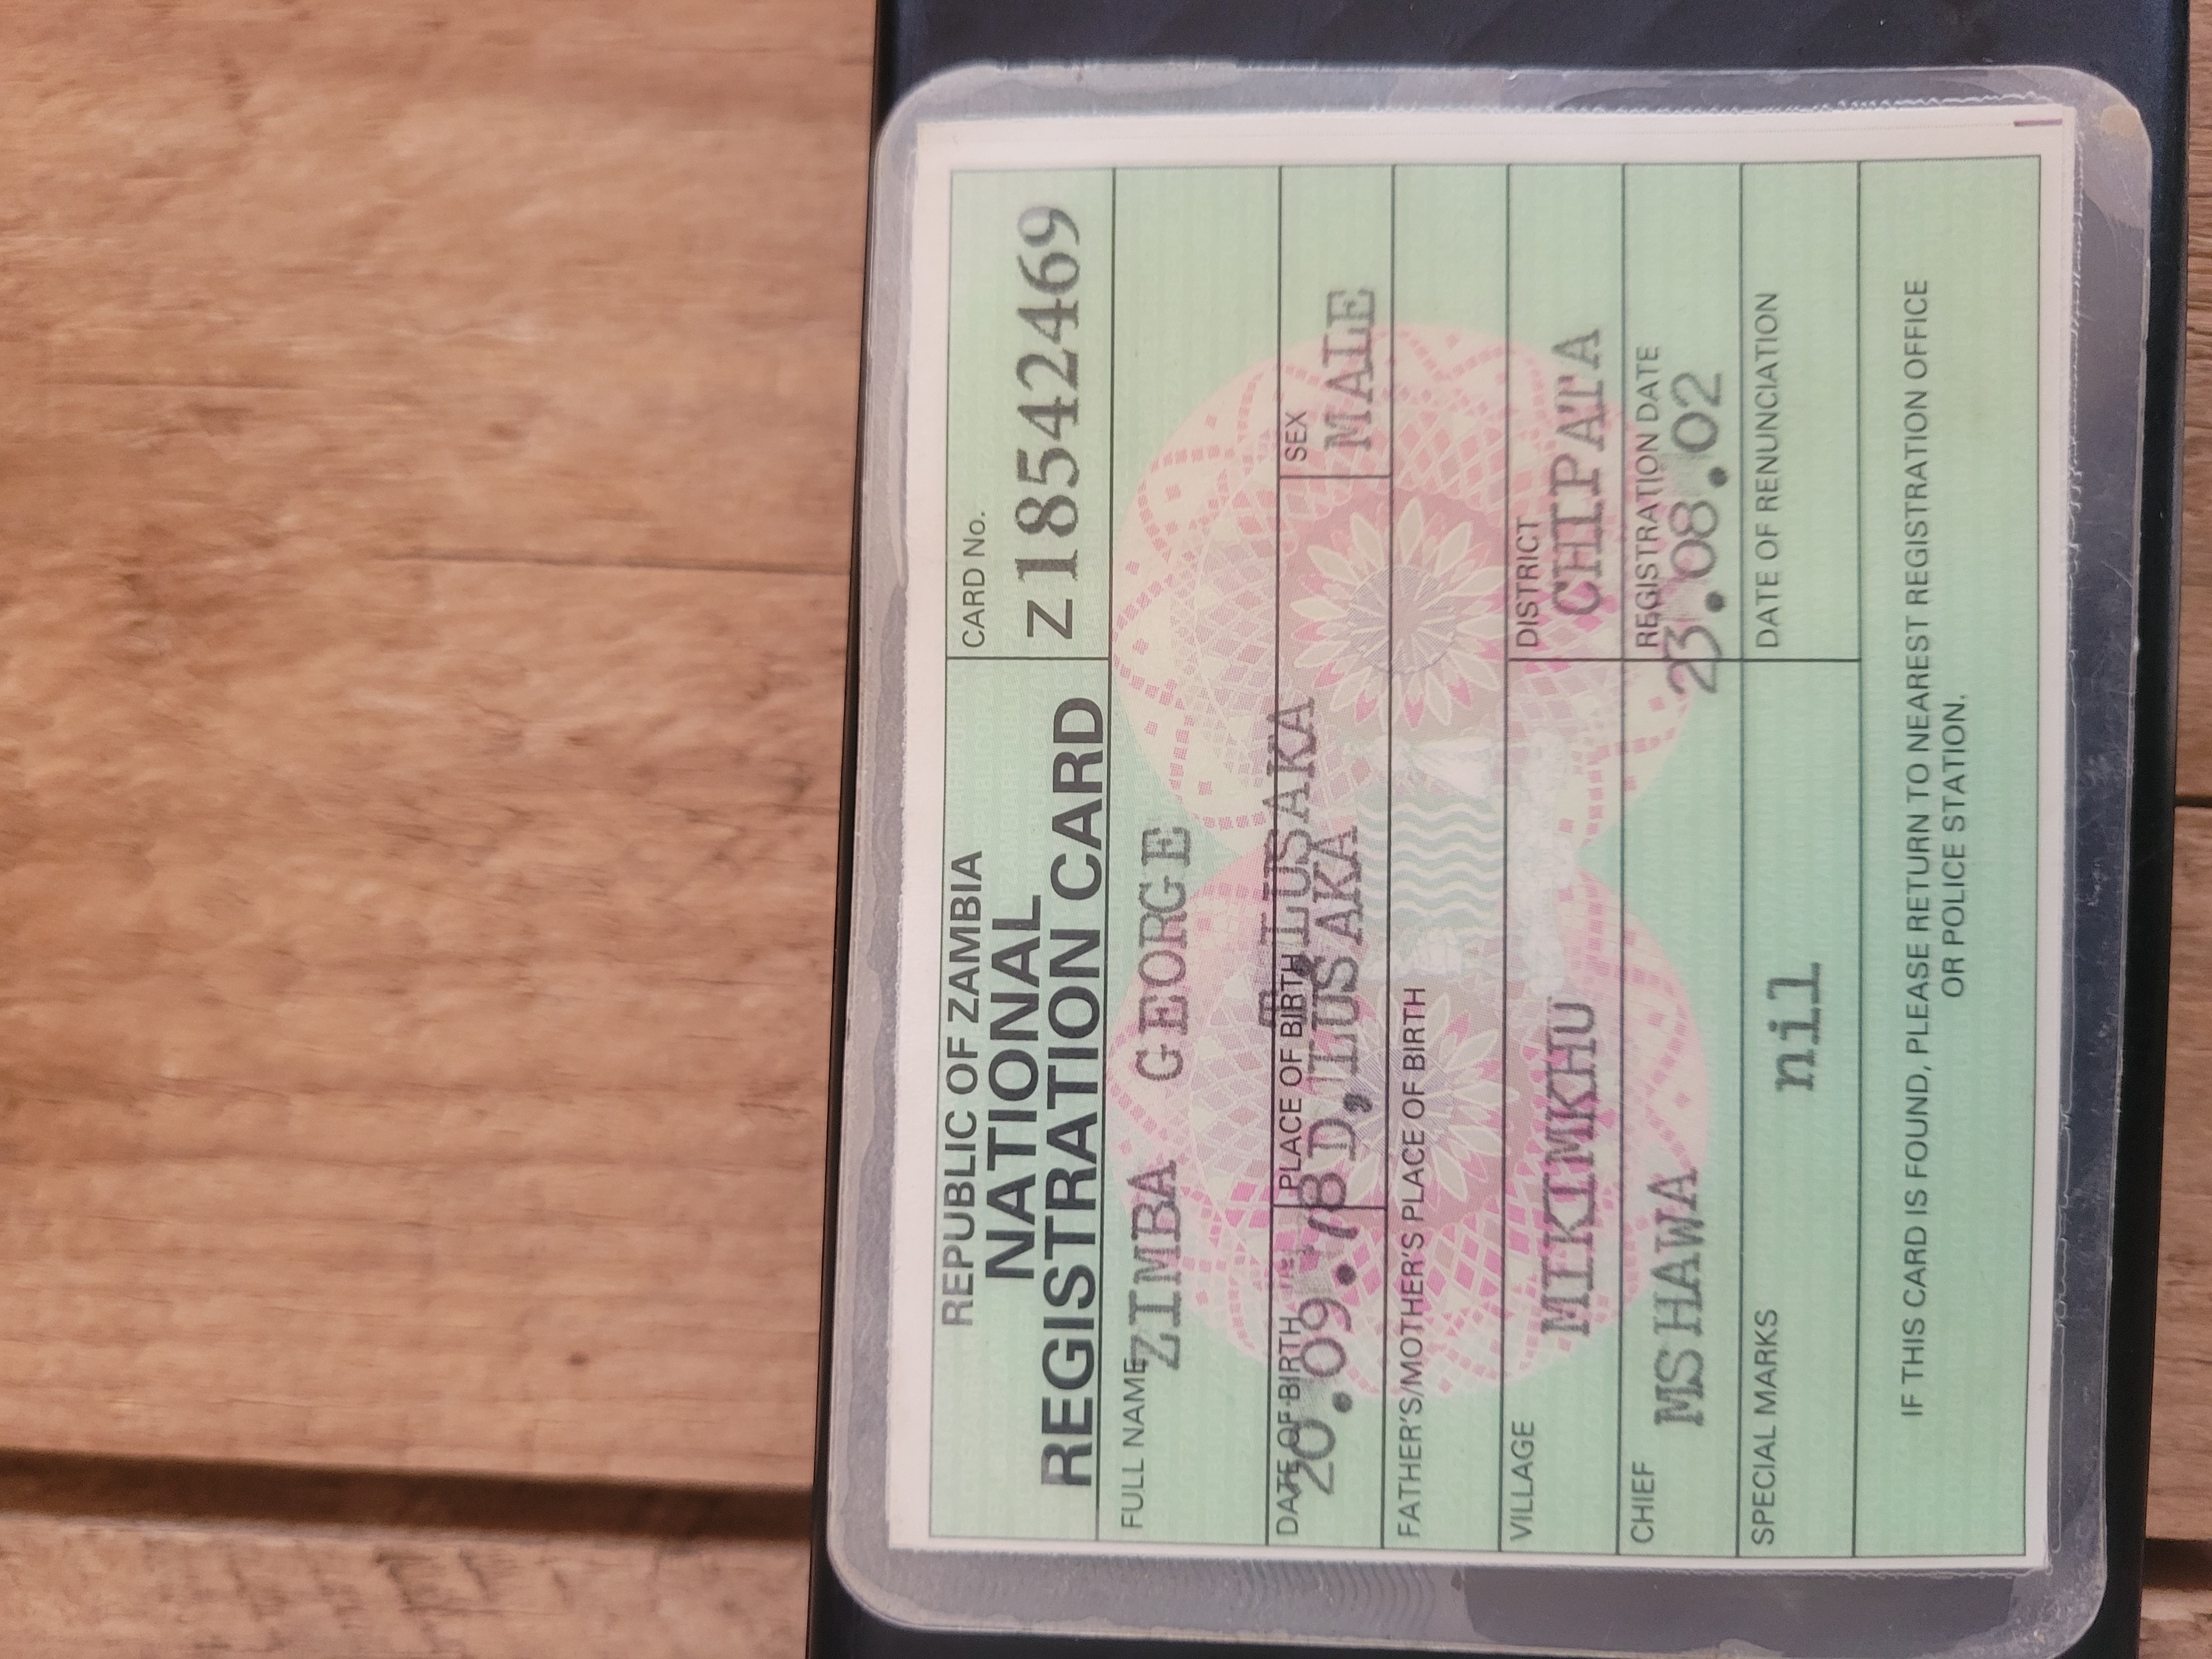 REPUBLIC OF ZAMBIA
NATIONAL
REGISTRATION CARD
CARD No.
Z 18542469
FULL NAME
ZIMBA GEORGE
DATE OF BIRTH
20.09.78
PLACE OF BIRTH
LUSAKA
D, LUSAKA
SEX
MALE
FATHER'S/MOTHER'S PLACE OF BIRTH
VILLAGE
MIKIMKHU
DISTRICT
CHIPATA
CHIEF
MSHAWA
REGISTRATION DATE
23.08.02
SPECIAL MARKS
nil
DATE OF RENUNCIATION
IF THIS CARD IS FOUND, PLEASE RETURN TO NEAREST REGISTRATION OFFICE
OR POLICE STATION.